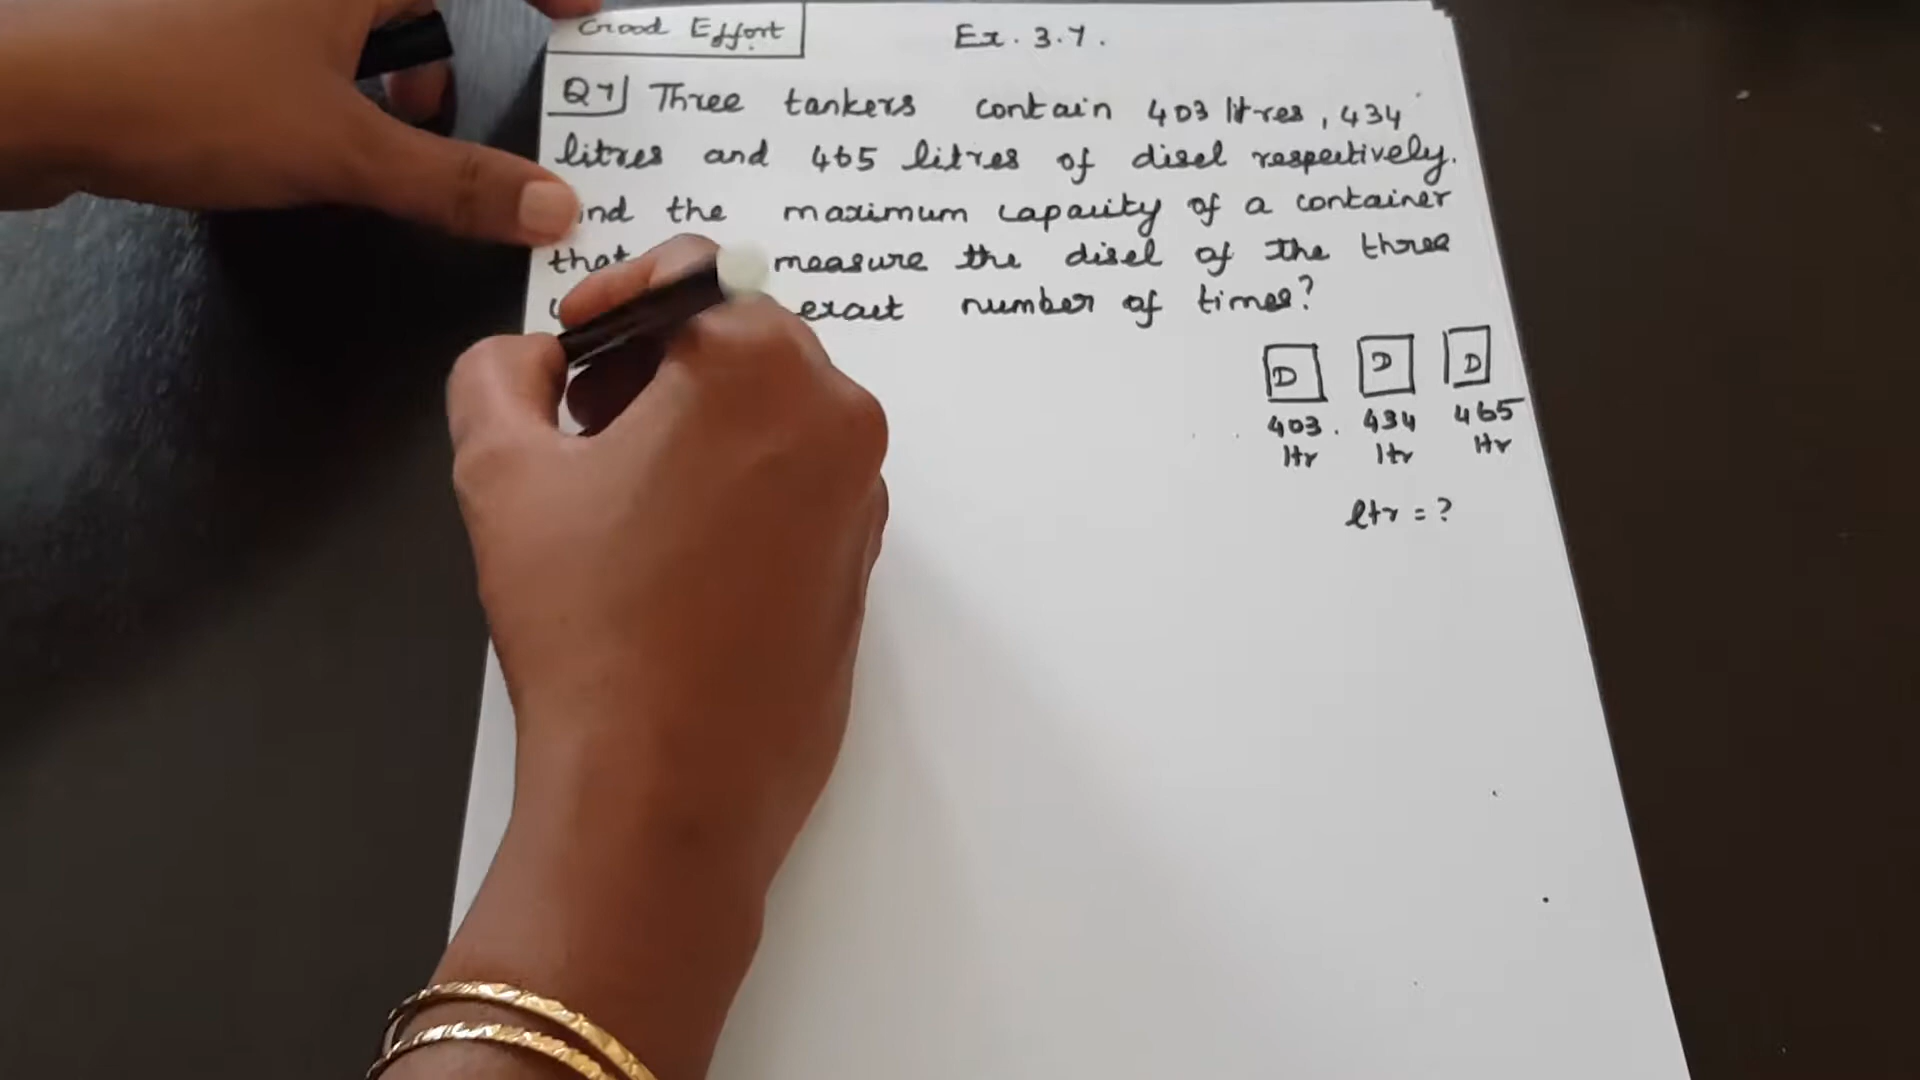 Good Effort
Ex. 3.7.
Q7 Three tankers contain 403 ltres, 434
litres and 465 litres of disel respectively.
ind the maximum capacity of a container
that measure the disel of the three
exact number of times?
D D D
403. 434 465
ltr ltr ltr
ltr = ?